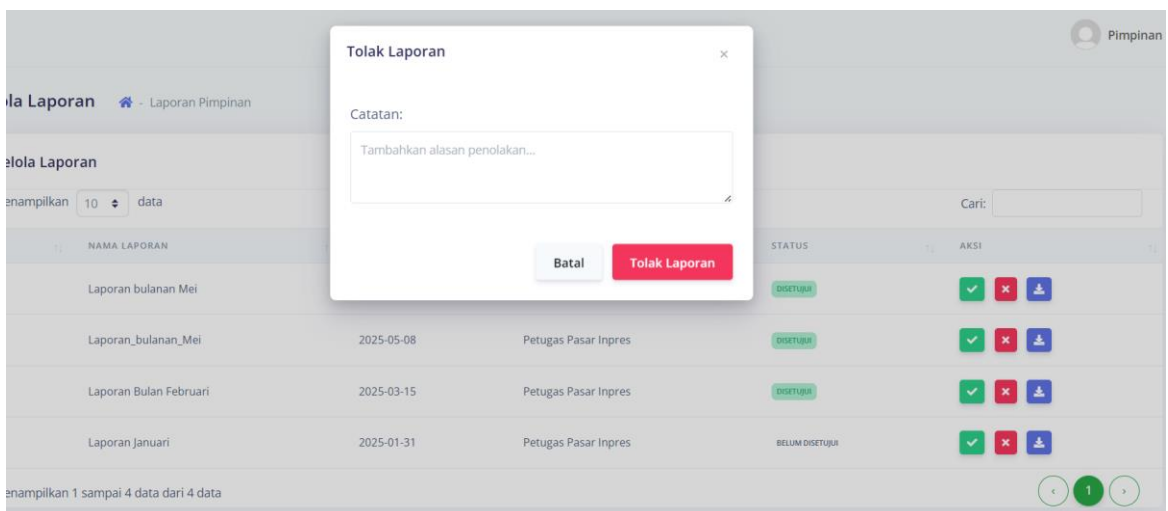 Pimpinan
Tolak Laporan ×
la Laporan - Laporan Pimpinan
Catatan:
Tambahkan alasan penolakan...
elola Laporan
enampilkan 10 data
Cari:
NAMA LAPORAN STATUS AKSI
Batal Tolak Laporan
Laporan bulanan Mei DISETUJUI
Laporan_bulanan_Mei 2025-05-08 Petugas Pasar Inpres DISETUJUI
Laporan Bulan Februari 2025-03-15 Petugas Pasar Inpres DISETUJUI
Laporan Januari 2025-01-31 Petugas Pasar Inpres BELUM DISETUJUI
enampilkan 1 sampai 4 data dari 4 data
‹ 1 ›